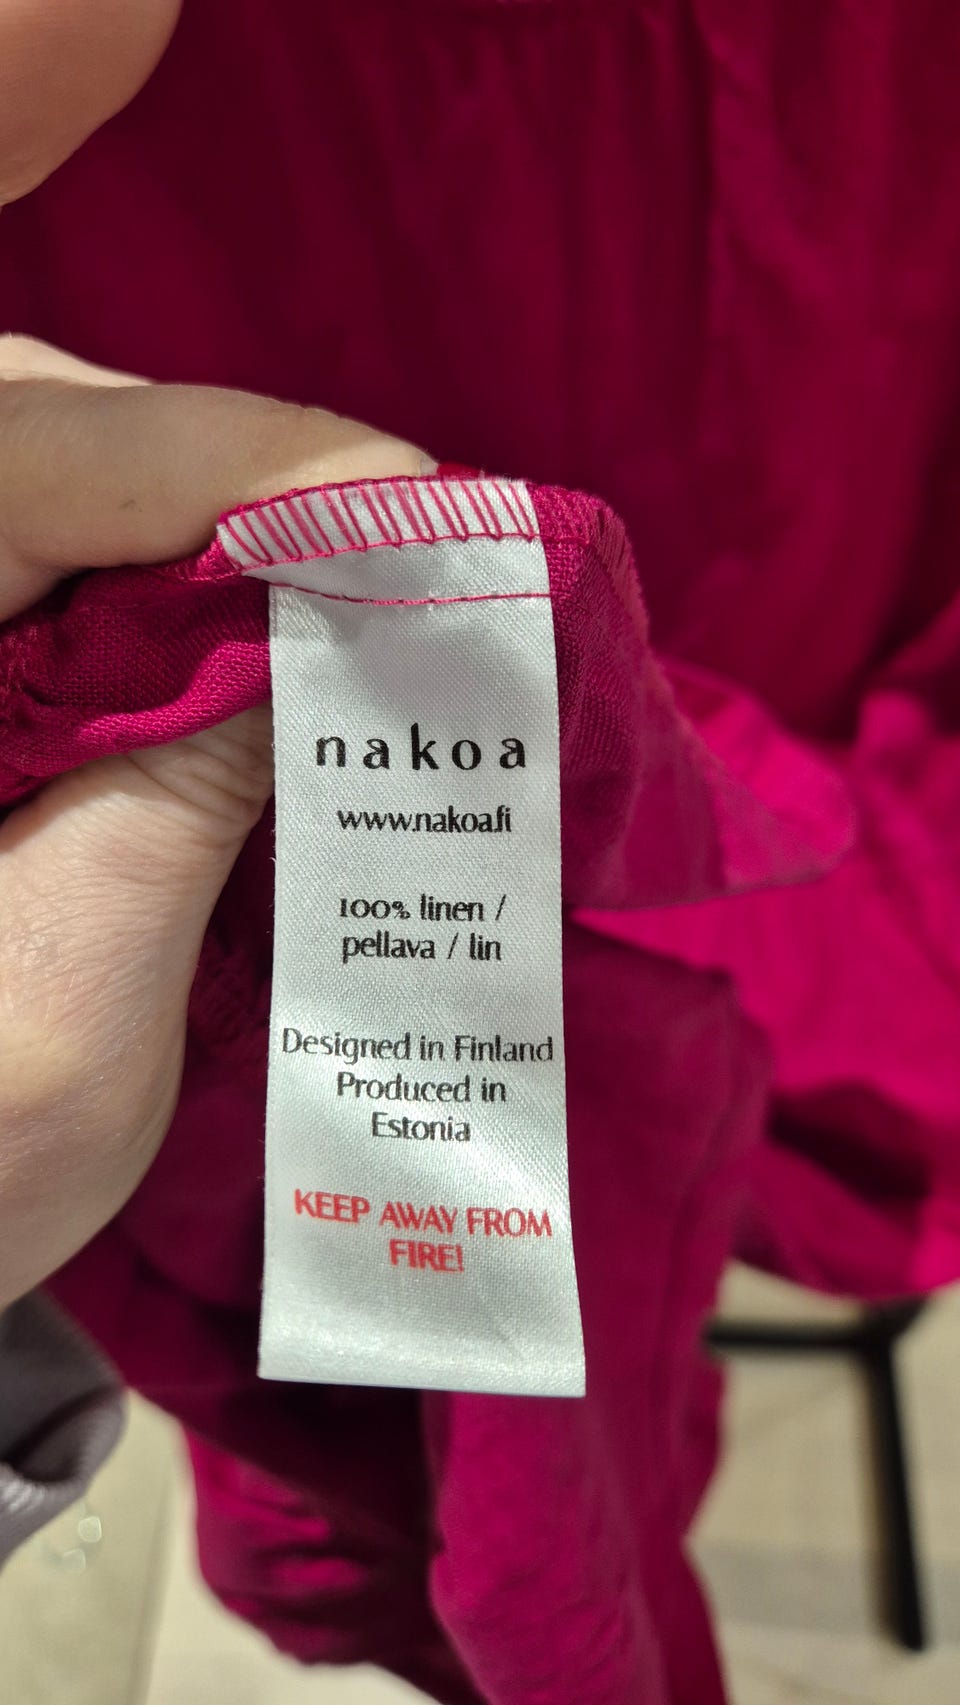 nakoa
www.nakoa.fi
100% linen /
pellava / lin
Designed in Finland
Produced in
Estonia
KEEP AWAY FROM
FIRE!